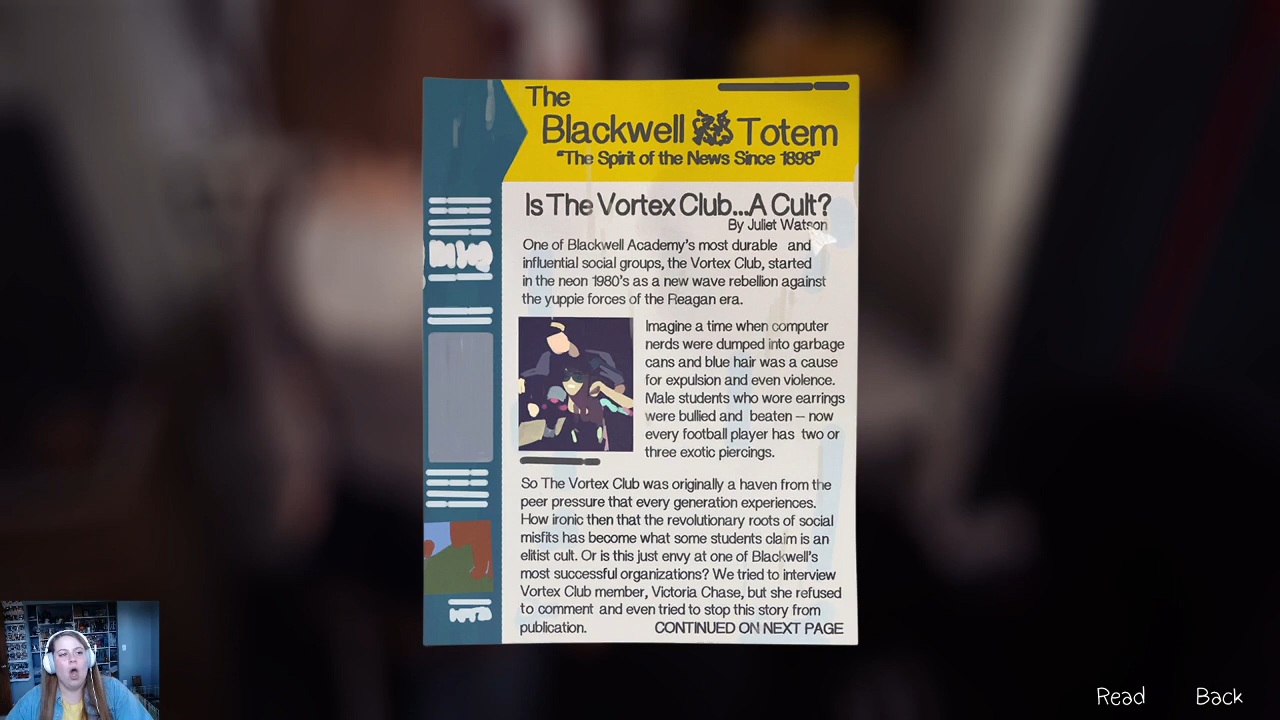 The
Blackwell Totem
“The Spirit of the News Since 1898”
Is The Vortex Club...A Cult?
By Juliet Watson
One of Blackwell Academy's most durable and
influential social groups, the Vortex Club, started
in the neon 1980's as a new wave rebellion against
the yuppie forces of the Reagan era.
Imagine a time when computer
nerds were dumped into garbage
cans and blue hair was a cause
for expulsion and even violence.
Male students who wore earrings
were bullied and beaten – now
every football player has two or
three exotic piercings.
So The Vortex Club was originally a haven from the
peer pressure that every generation experiences.
How ironic then that the revolutionary roots of social
misfits has become what some students claim is an
elitist cult. Or is this just envy at one of Blackwell's
most successful organizations? We tried to interview
Vortex Club member, Victoria Chase, but she refused
to comment and even tried to stop this story from
publication. CONTINUED ON NEXT PAGE
Read Back